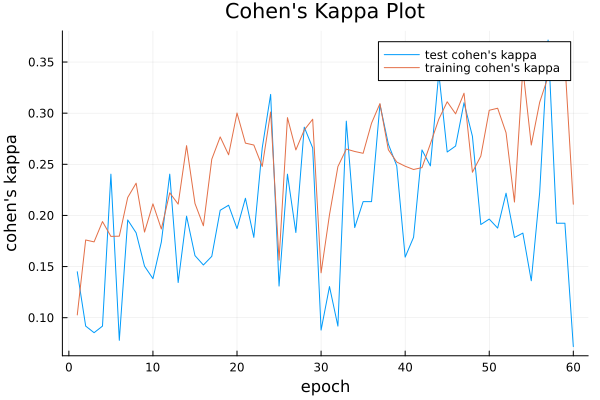 Cohen's Kappa Plot
test cohen's kappa
training cohen's kappa
cohen's kappa
0.35
0.30
0.25
0.20
0.15
0.10
0 10 20 30 40 50 60
epoch